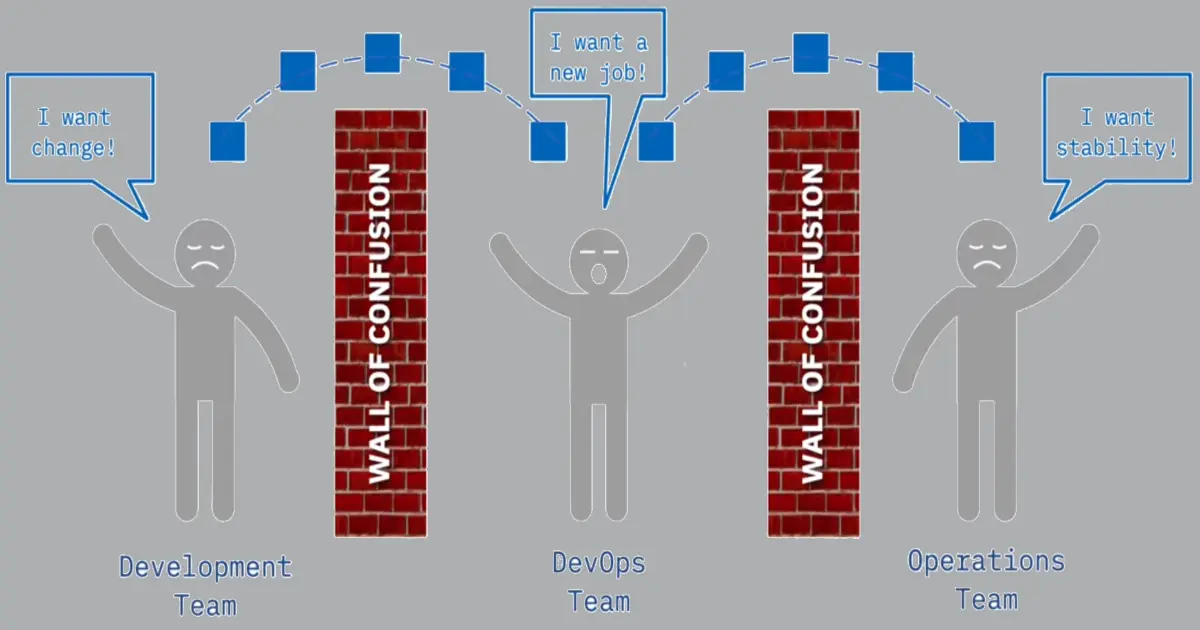 I want
change!
I want a
new job!
I want
stability!
WALL OF CONFUSION
WALL OF CONFUSION
Development
Team
DevOps
Team
Operations
Team